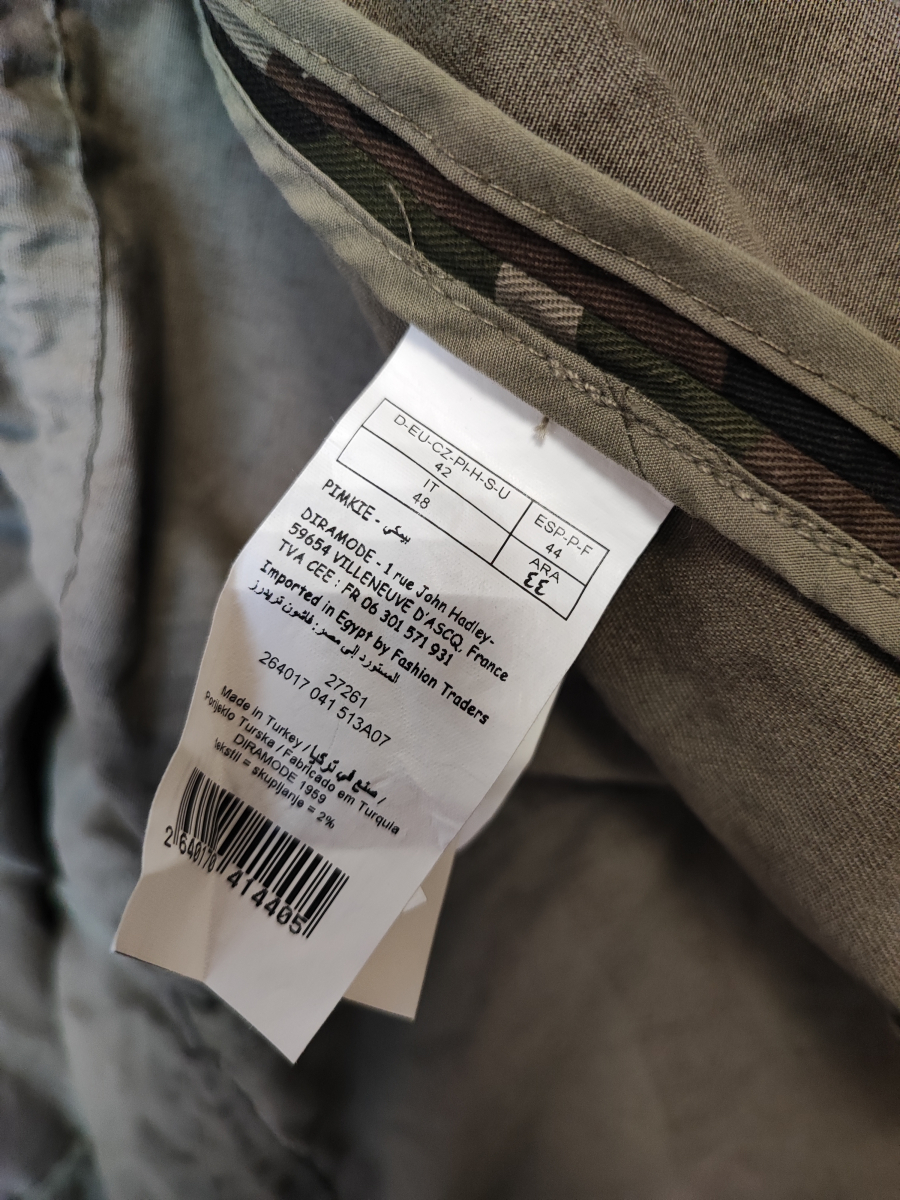 D-EU-CZ-PI-H-S-U
42
ESP-P-F
44
IT
48
ARA
٤٤
PIMKIE - بيمكي
DIRAMODE - 1 rue John Hadley-
59654 VILLENEUVE D'ASCQ, France
TVA CEE : FR 06 301 571 931
Imported in Egypt by Fashion Traders
المستورد إلى مصر : فاشون تريدرز
27261
264017 041 513A07
Made in Turkey / صنع في تركيا /
Porijeklo Turska / Fabricado em Turquia
DIRAMODE 1959
tekstil = skupljanje = 2%
2 640170 414405